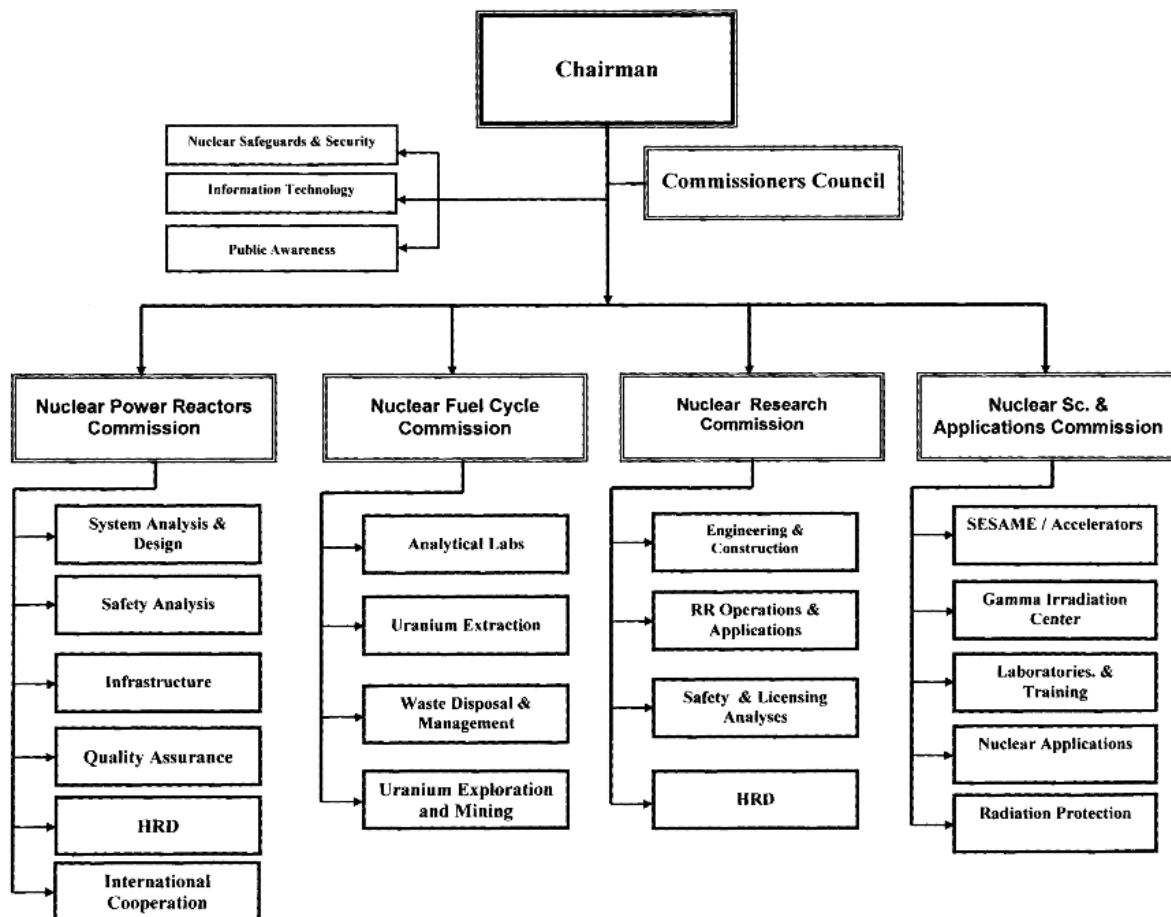 Chairman
Nuclear Safeguards & Security
Information Technology
Public Awareness
Commissioners Council
Nuclear Power Reactors
Commission
System Analysis &
Design
Safety Analysis
Infrastructure
Quality Assurance
HRD
International
Cooperation
Nuclear Fuel Cycle
Commission
Analytical Labs
Uranium Extraction
Waste Disposal &
Management
Uranium Exploration
and Mining
Nuclear Research
Commission
Engineering &
Construction
RR Operations &
Applications
Safety & Licensing
Analyses
HRD
Nuclear Sc. &
Applications Commission
SESAME / Accelerators
Gamma Irradiation
Center
Laboratories. &
Training
Nuclear Applications
Radiation Protection